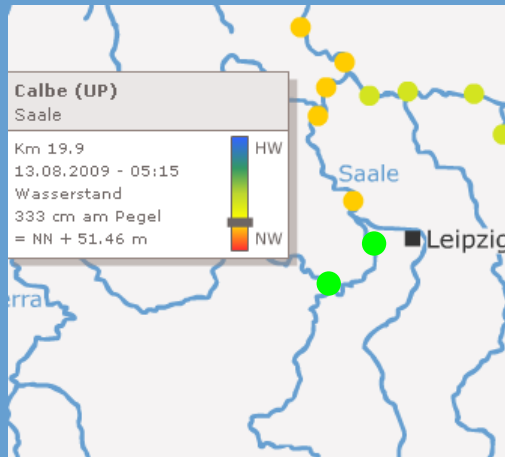 Calbe (UP)
Saale
Km 19.9
13.08.2009 - 05:15
Wasserstand
333 cm am Pegel
= NN + 51.46 m
HW
NW
Saale
Leipzig
erra